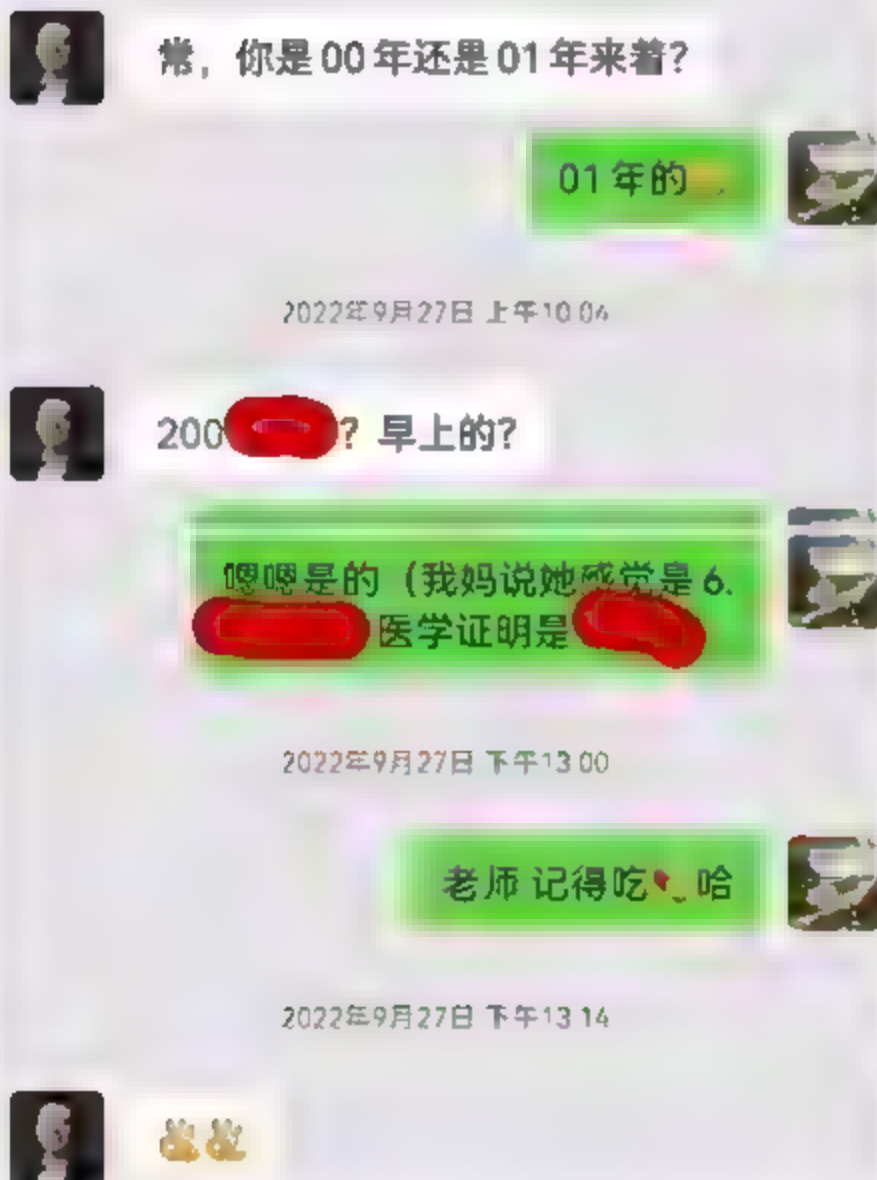 常，你是00年还是01年来着？
01年的
2022年9月27日 上午10:04
200 ？早上的？
嗯嗯是的（我妈说她感觉是6.
医学证明是
2022年9月27日 下午13:00
老师 记得吃 哈
2022年9月27日 下午13:14